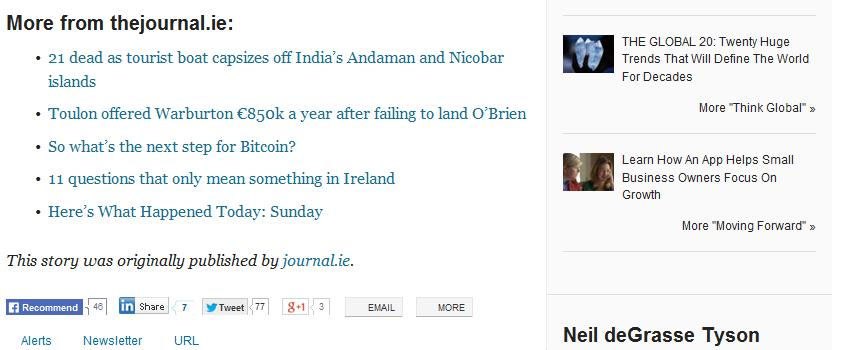 More from thejournal.ie:
• 21 dead as tourist boat capsizes off India’s Andaman and Nicobar
islands
• Toulon offered Warburton €850k a year after failing to land O’Brien
• So what’s the next step for Bitcoin?
• 11 questions that only mean something in Ireland
• Here’s What Happened Today: Sunday
This story was originally published by journal.ie.
Recommend 46 in Share 7 Tweet 77 g+1 3 EMAIL MORE
Alerts Newsletter URL
THE GLOBAL 20: Twenty Huge
Trends That Will Define The World
For Decades
More "Think Global" »
Learn How An App Helps Small
Business Owners Focus On
Growth
More "Moving Forward" »
Neil deGrasse Tyson